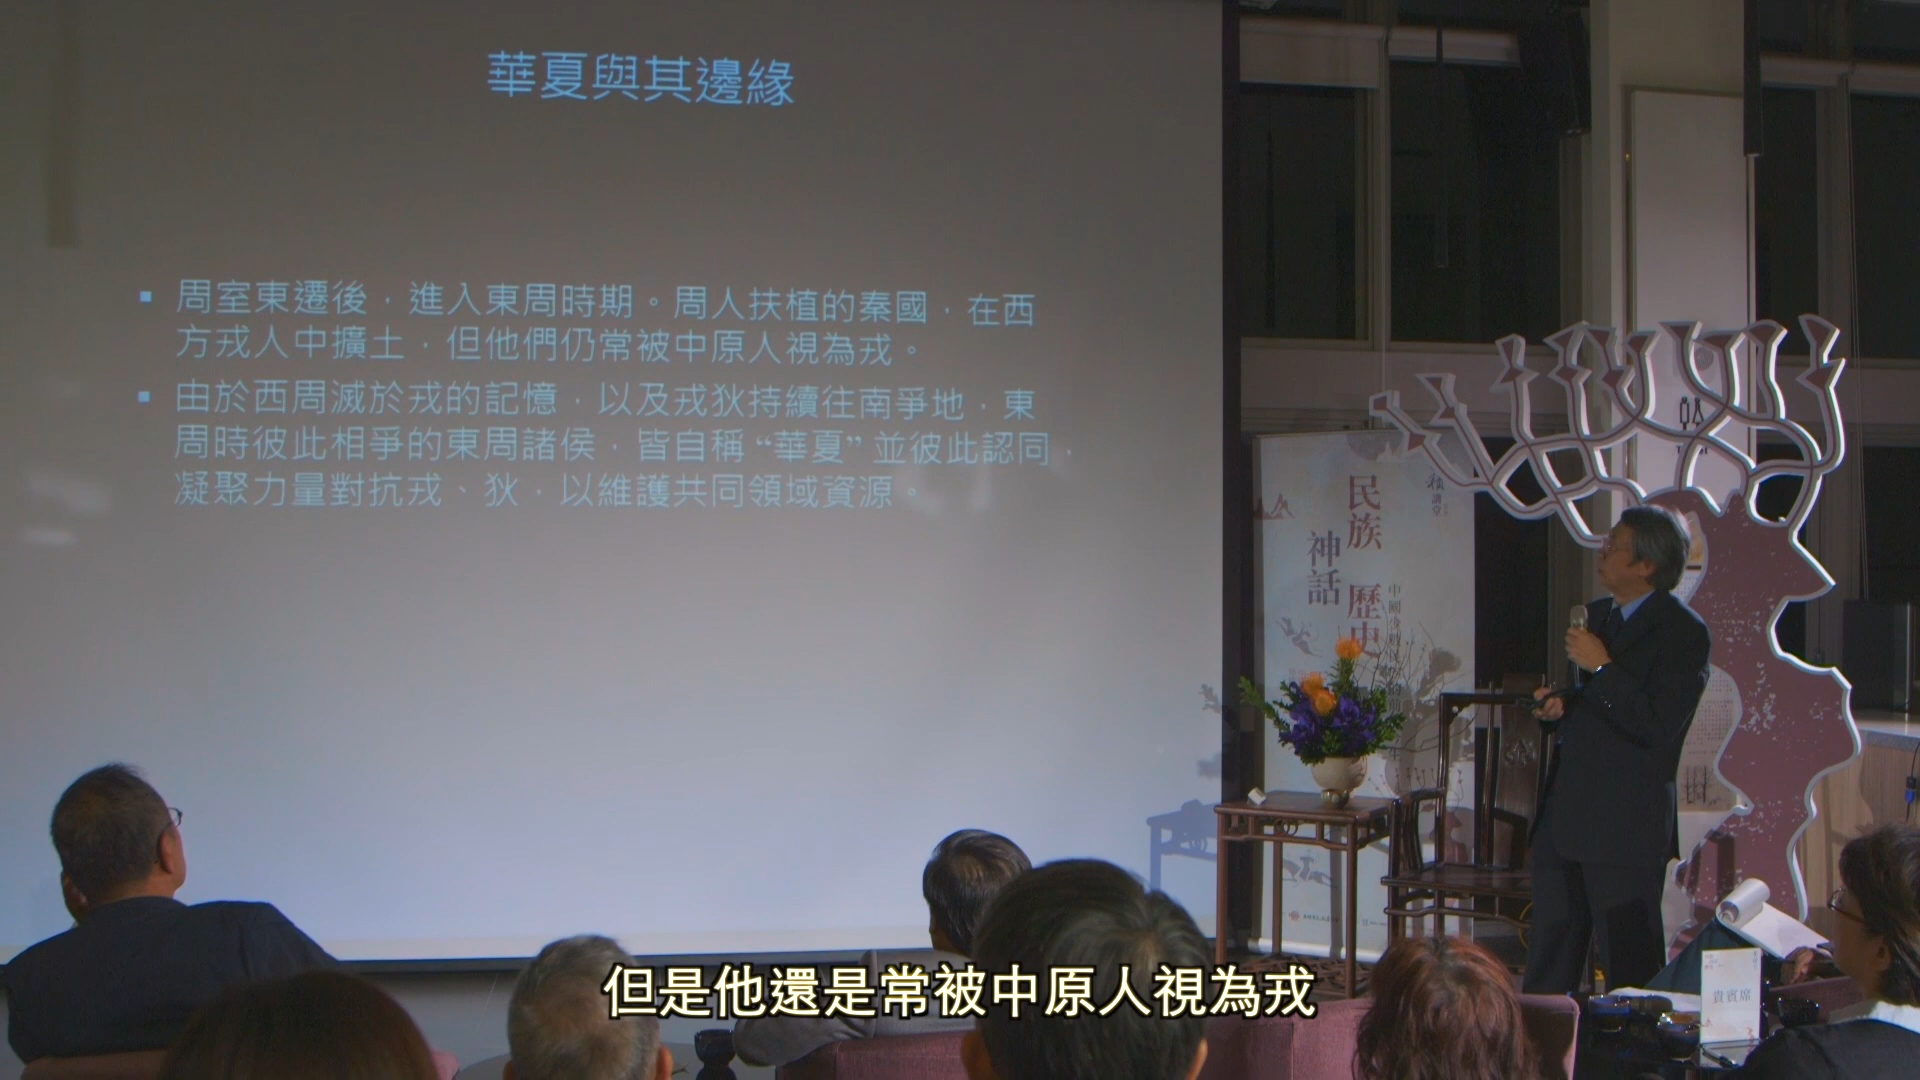 華夏與其邊緣
▪ 周室東遷後，進入東周時期。周人扶植的秦國，在西
方戎人中擴土，但他們仍常被中原人視為戎。
▪ 由於西周滅於戎的記憶，以及戎狄持續往南爭地，東
周時彼此相爭的東周諸侯，皆自稱“華夏”並彼此認同，
凝聚力量對抗戎、狄，以維護共同領域資源。
民族 歷史
神話
貴賓席
但是他還是常被中原人視為戎